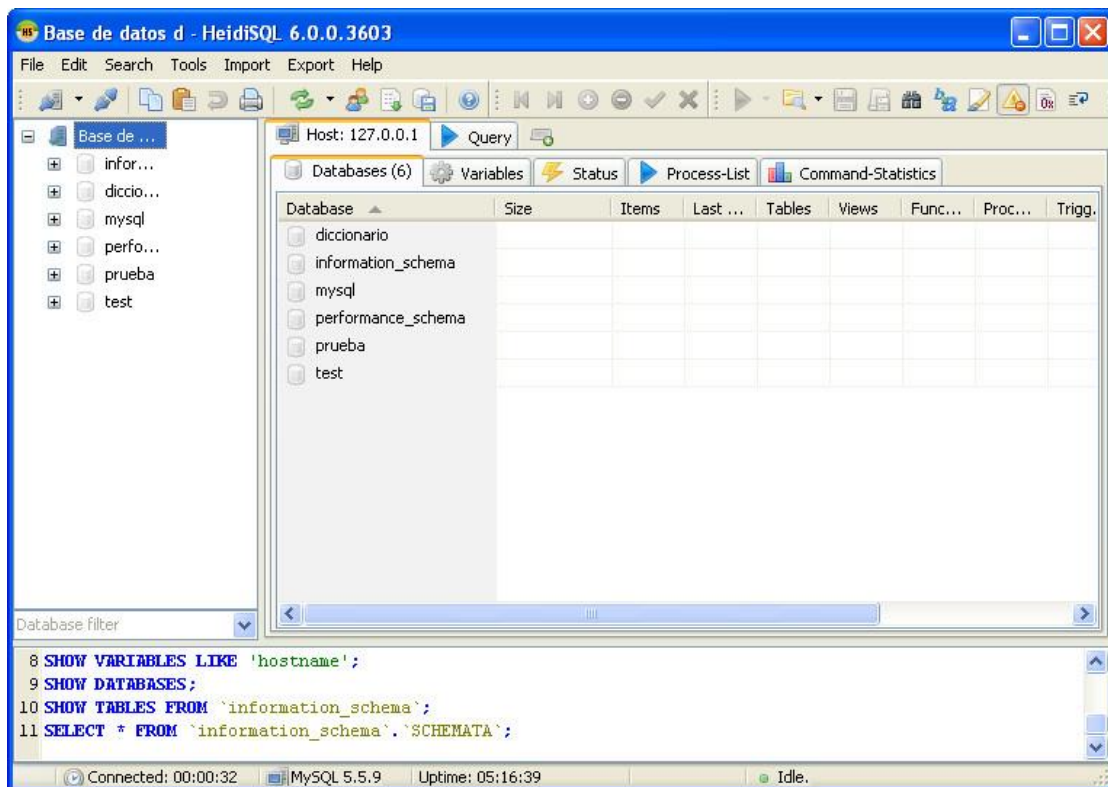 Base de datos d - HeidiSQL 6.0.0.3603
File Edit Search Tools Import Export Help
Base de ...
infor...
diccio...
mysql
perfo...
prueba
test
Database filter
Host: 127.0.0.1 Query
Databases (6) Variables Status Process-List Command-Statistics
Database Size Items Last ... Tables Views Func... Proc... Trigg.
diccionario
information_schema
mysql
performance_schema
prueba
test
8 SHOW VARIABLES LIKE 'hostname';
9 SHOW DATABASES;
10 SHOW TABLES FROM `information_schema`;
11 SELECT * FROM `information_schema`.`SCHEMATA`;
Connected: 00:00:32 MySQL 5.5.9 Uptime: 05:16:39 Idle.